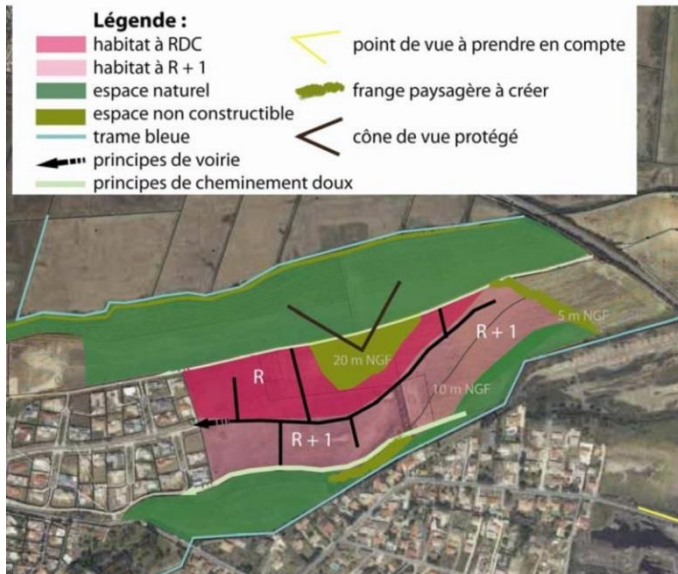 Légende :
habitat à RDC
habitat à R + 1
espace naturel
espace non constructible
trame bleue
principes de voirie
principes de cheminement doux
point de vue à prendre en compte
frange paysagère à créer
cône de vue protégé
5 m NGF
R + 1
20 m NGF
R
10 m NGF
R + 1